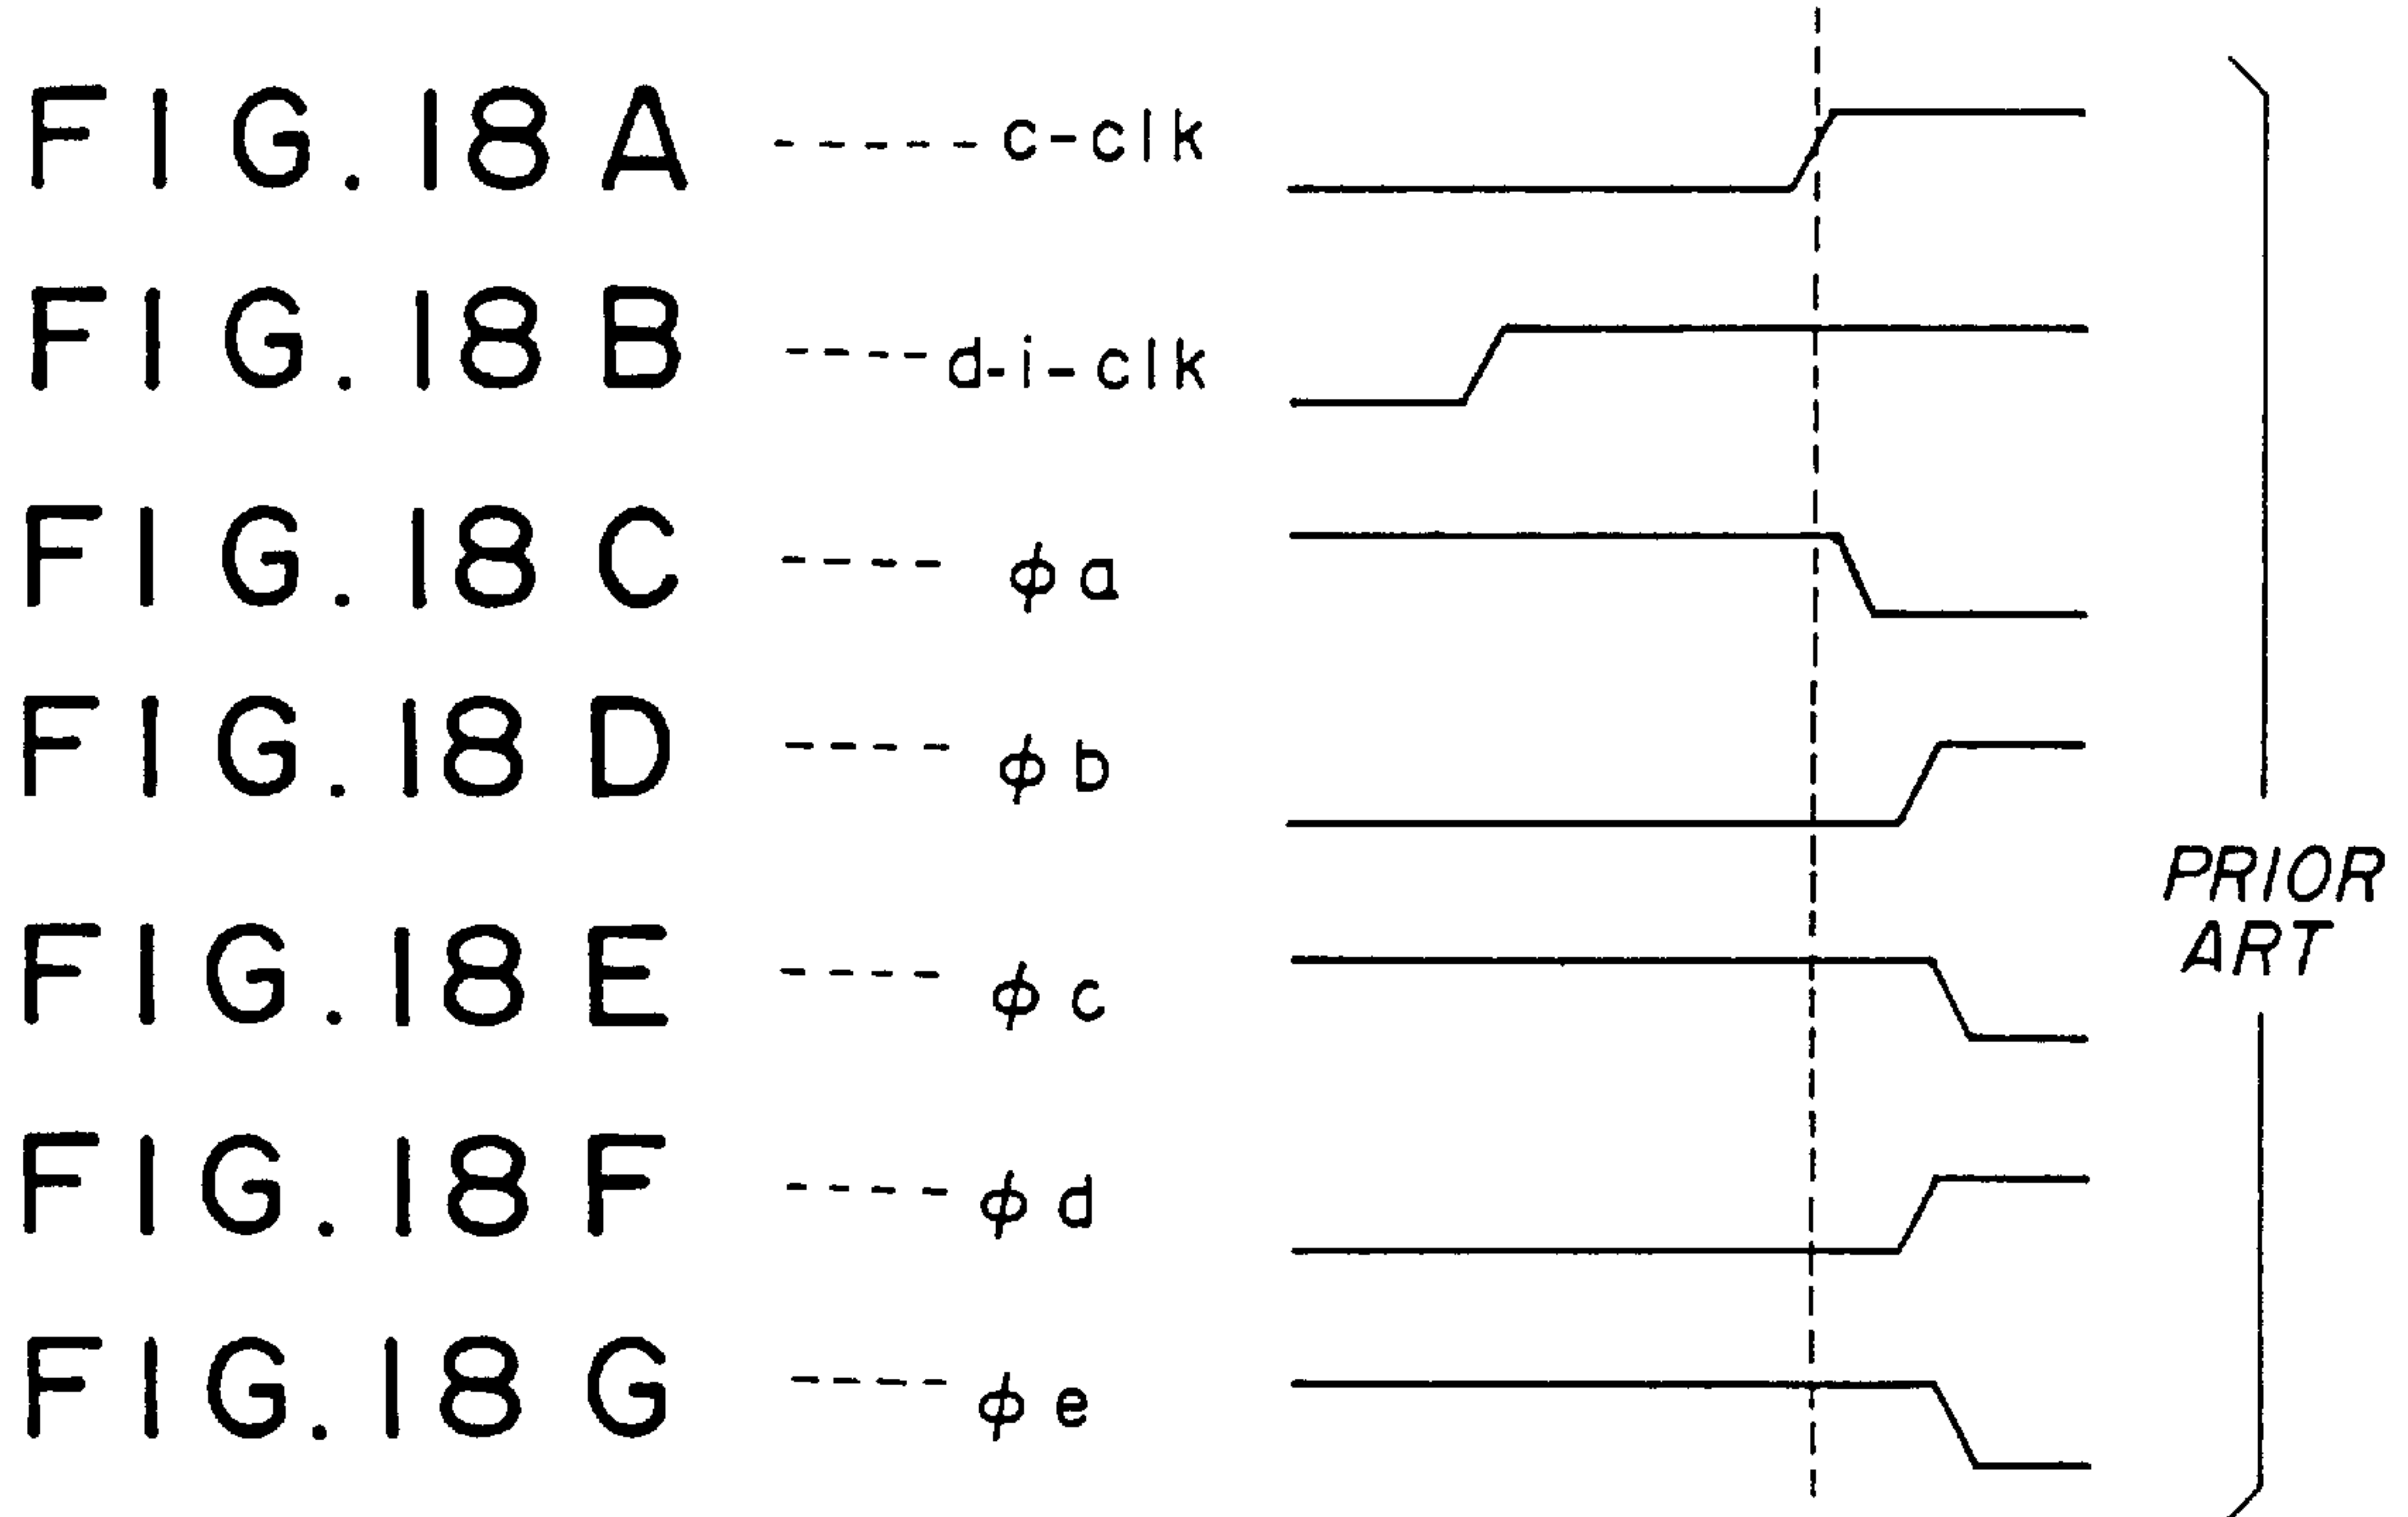 FIG. 18A ----- c-clk
FIG. 18B ---- d-i-clk
FIG. 18C ---- ϕa
FIG. 18D ---- ϕb
FIG. 18E ---- ϕc
FIG. 18F ---- ϕd
FIG. 18G ---- ϕe
PRIOR
ART